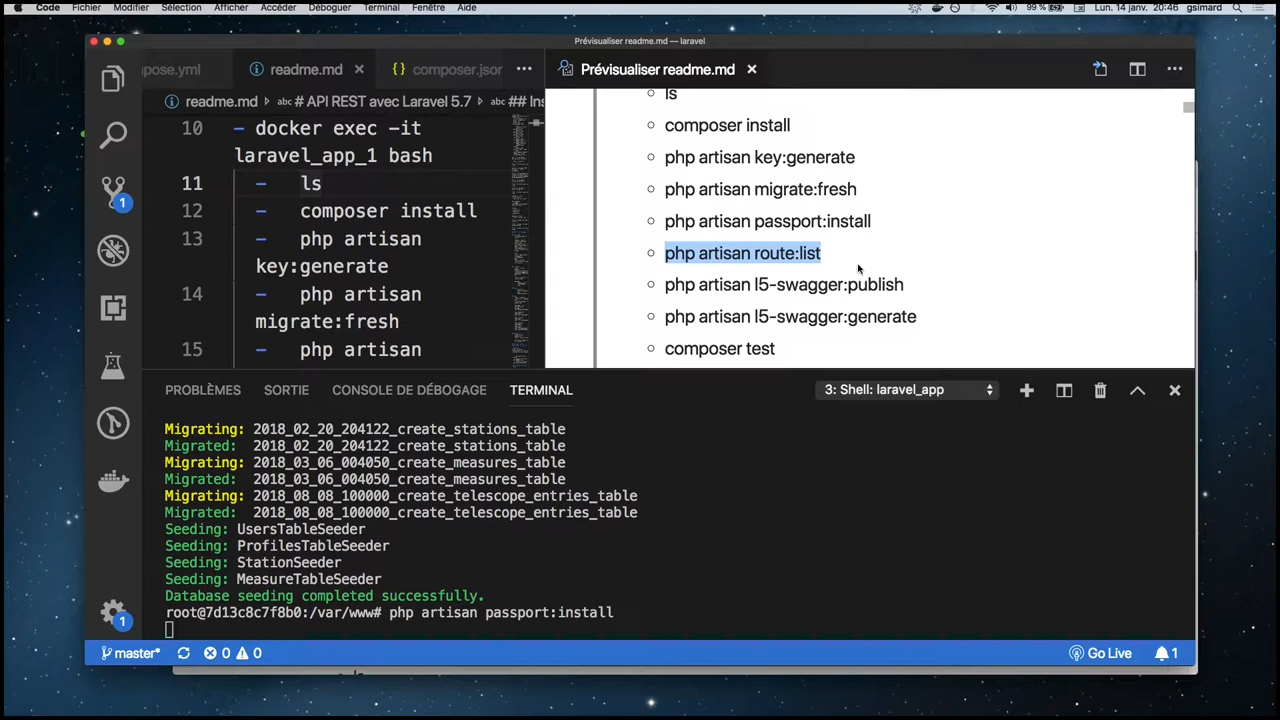 Code Fichier Modifier Sélection Afficher Accéder Déboguer Terminal Fenêtre Aide 99 % Lun. 14 janv. 20:46 gsimard
Prévisualiser readme.md — laravel
pose.yml readme.md {} composer.json ••• Prévisualiser readme.md •••
readme.md abc # API REST avec Laravel 5.7 abc ## Ins
10 - docker exec -it
laravel_app_1 bash
11 - ls
12 - composer install
13 - php artisan
key:generate
14 - php artisan
migrate:fresh
15 - php artisan
ls
composer install
php artisan key:generate
php artisan migrate:fresh
php artisan passport:install
php artisan route:list
php artisan l5-swagger:publish
php artisan l5-swagger:generate
composer test
1
PROBLÈMES SORTIE CONSOLE DE DÉBOGAGE TERMINAL 3: Shell: laravel_app
Migrating: 2018_02_20_204122_create_stations_table
Migrated: 2018_02_20_204122_create_stations_table
Migrating: 2018_03_06_004050_create_measures_table
Migrated: 2018_03_06_004050_create_measures_table
Migrating: 2018_08_08_100000_create_telescope_entries_table
Migrated: 2018_08_08_100000_create_telescope_entries_table
Seeding: UsersTableSeeder
Seeding: ProfilesTableSeeder
Seeding: StationSeeder
Seeding: MeasureTableSeeder
Database seeding completed successfully.
root@7d13c8c7f8b0:/var/www# php artisan passport:install
1
master* 0 0 Go Live 1